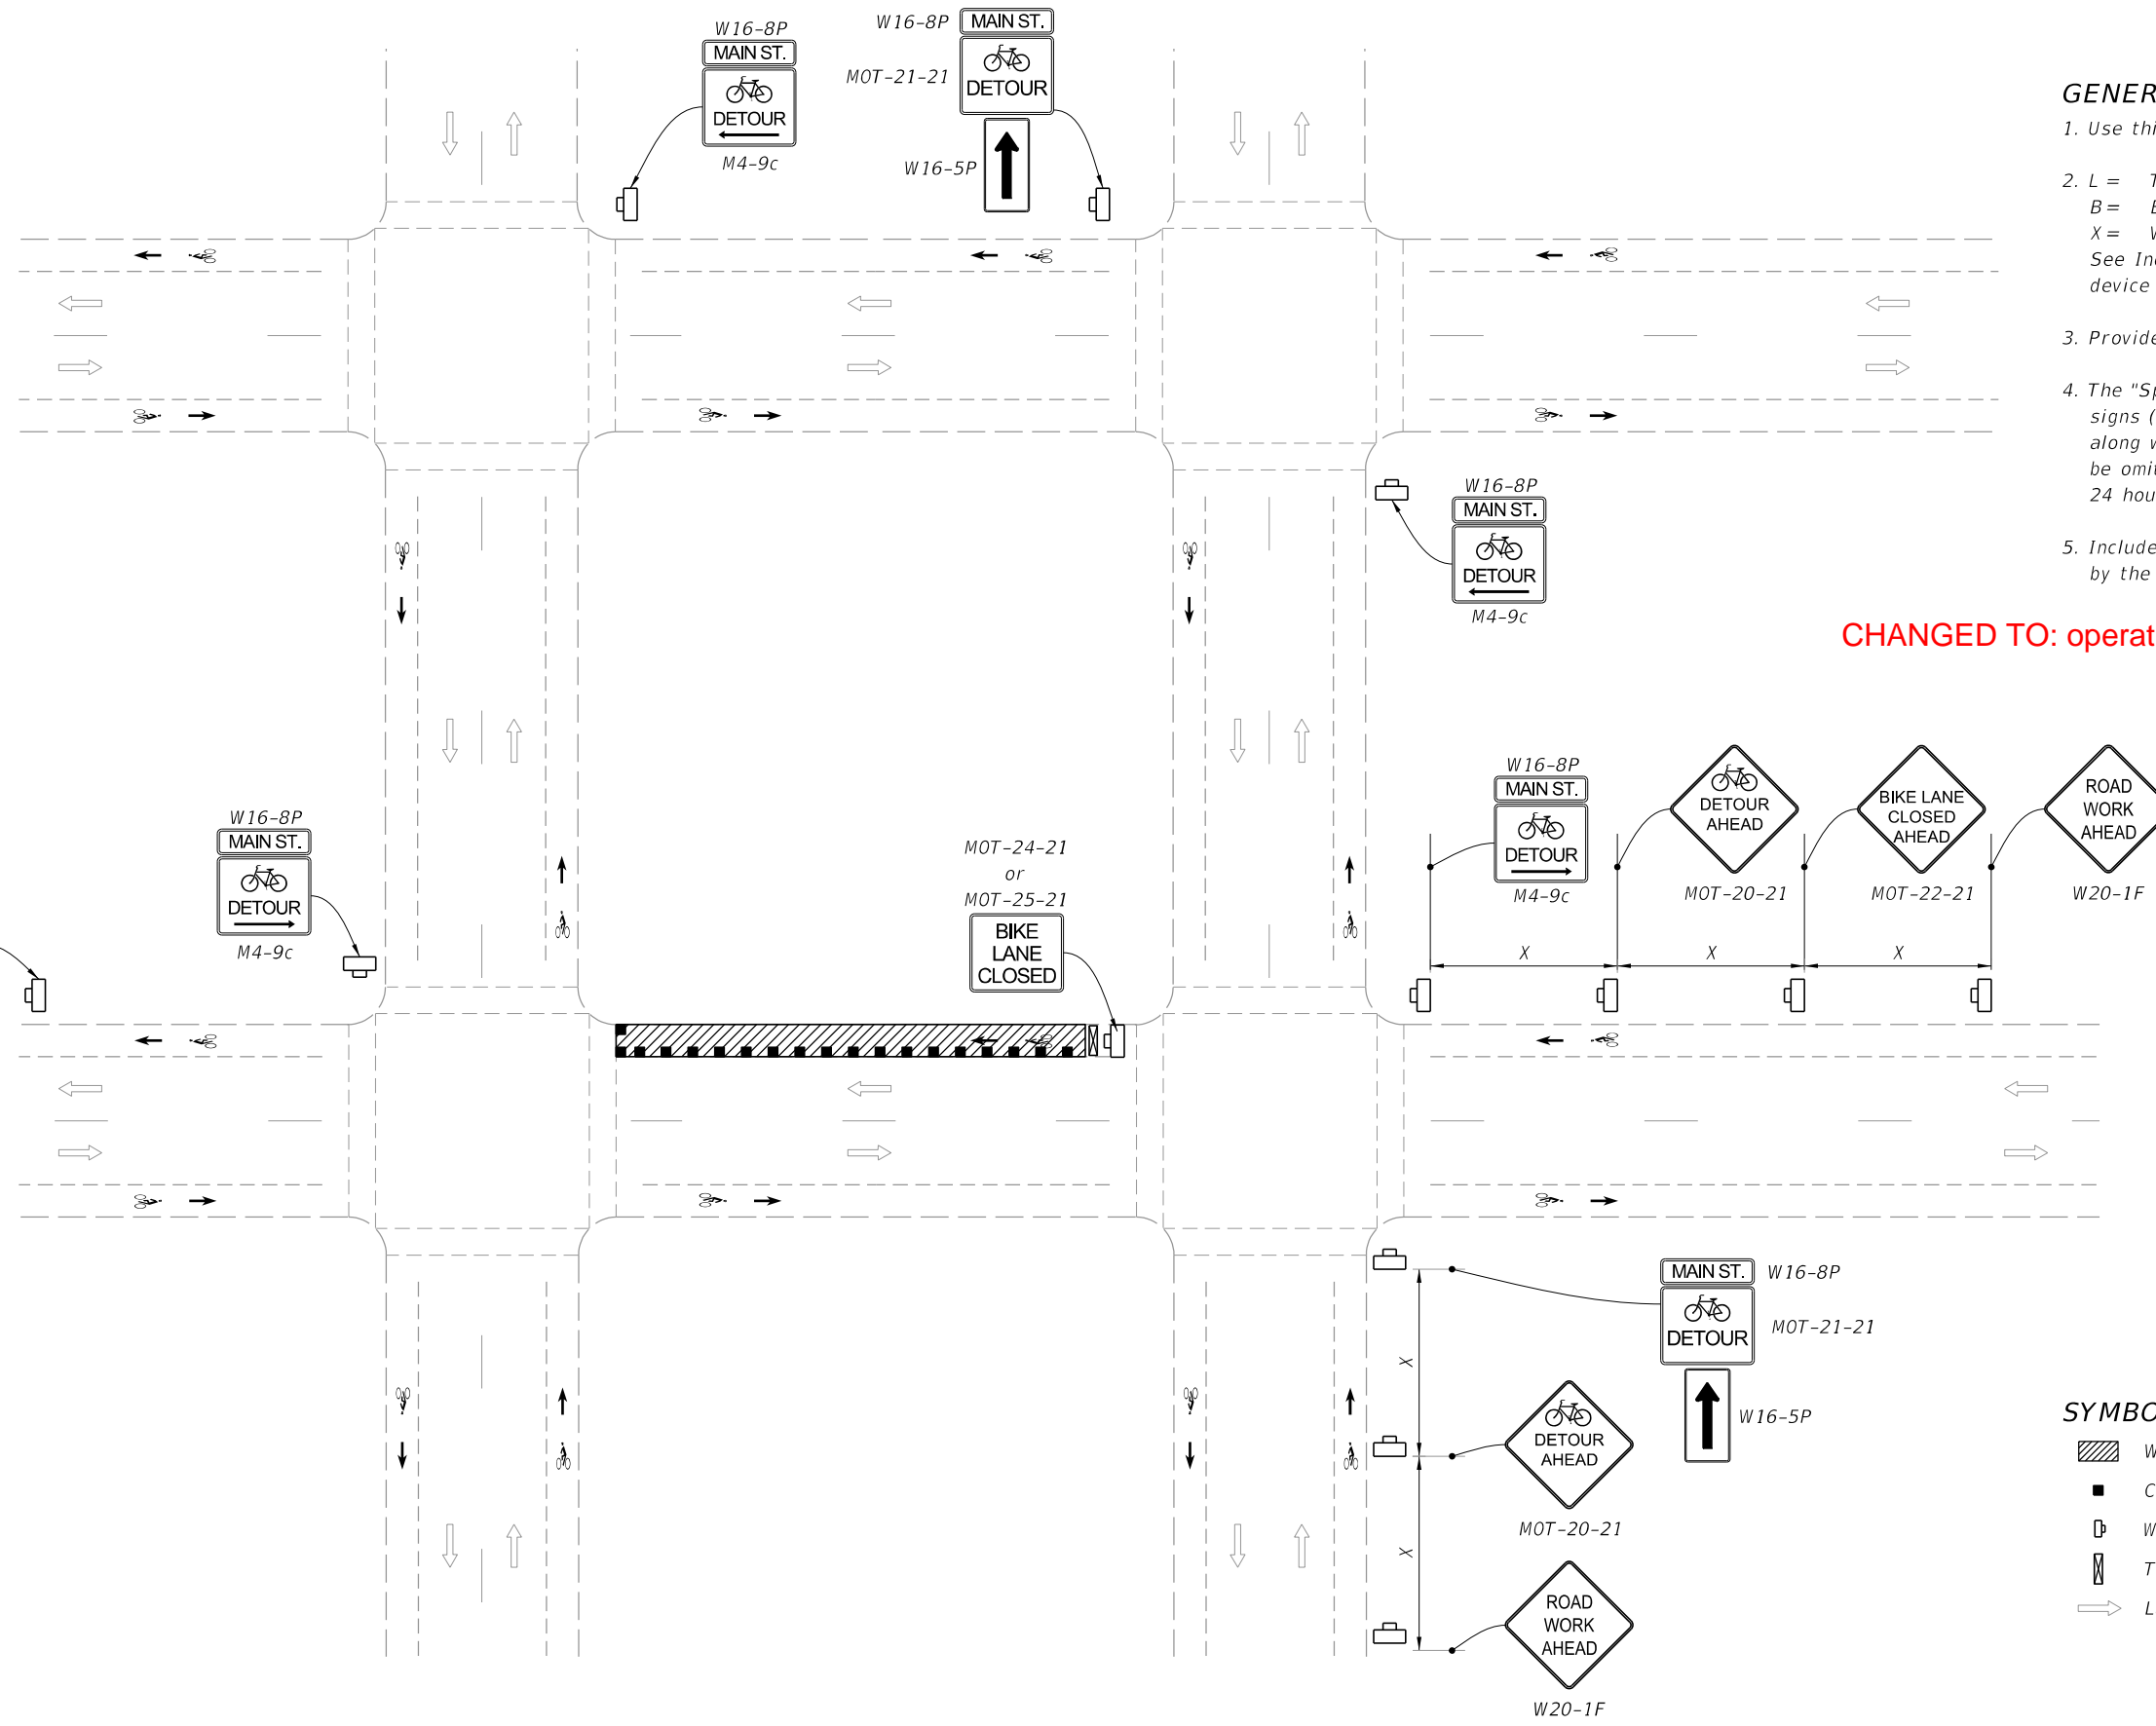 W16-8P
MAIN ST.
DETOUR
M4-9c
W16-8P
MAIN ST.
MOT-21-21
DETOUR
W16-5P
GENER
1. Use thi
2. L =
B =
X =
See In
device
3. Provide
4. The "Sp
signs (
along w
be omi
24 hou
5. Include
by the
W16-8P
MAIN ST.
DETOUR
M4-9c
CHANGED TO: operat
W16-8P
MAIN ST.
DETOUR
M4-9c
DETOUR
AHEAD
MOT-20-21
BIKE LANE
CLOSED
AHEAD
MOT-22-21
ROAD
WORK
AHEAD
W20-1F
X
X
X
W16-8P
MAIN ST.
DETOUR
M4-9c
MOT-24-21
or
MOT-25-21
BIKE
LANE
CLOSED
MAIN ST.
W16-8P
DETOUR
MOT-21-21
W16-5P
X
DETOUR
AHEAD
MOT-20-21
X
ROAD
WORK
AHEAD
W20-1F
SYMBO
W
C
W
T
L